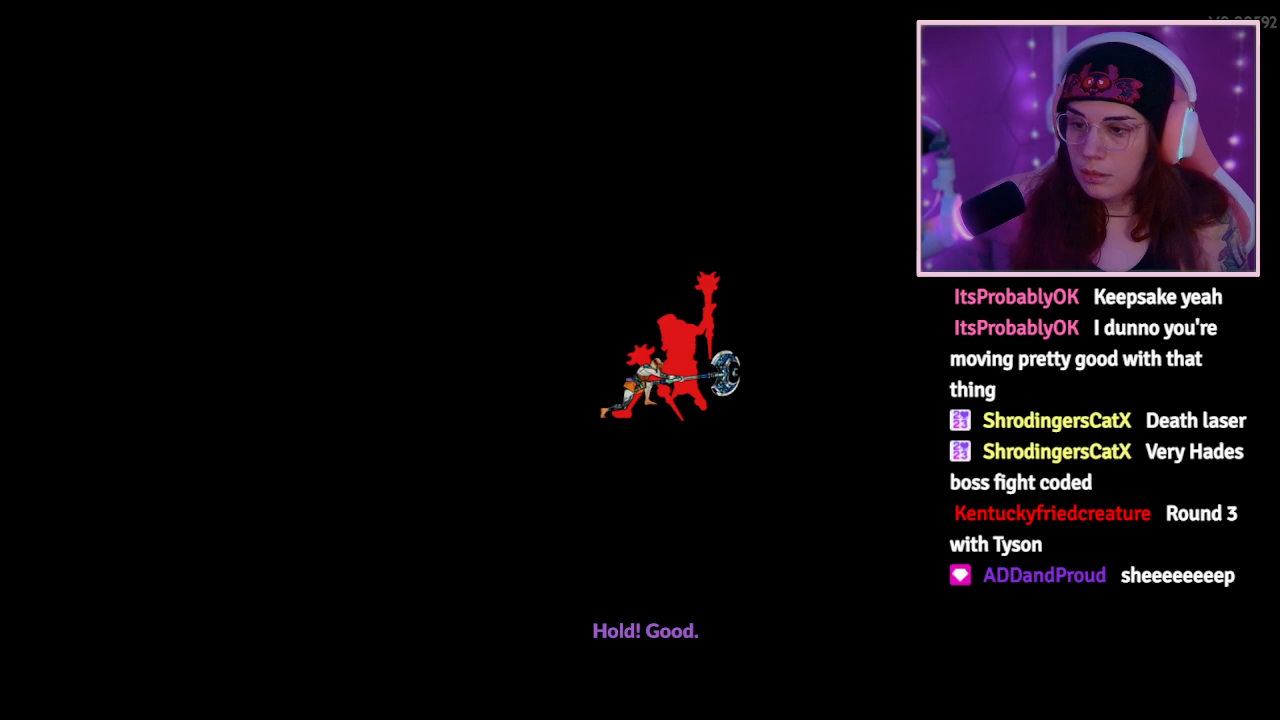 ItsProbablyOK Keepsake yeah
ItsProbablyOK I dunno you're
moving pretty good with that
thing
ShrodingersCatX Death laser
ShrodingersCatX Very Hades
boss fight coded
Kentuckyfriedcreature Round 3
with Tyson
ADDandProud sheeeeeeeep
Hold! Good.